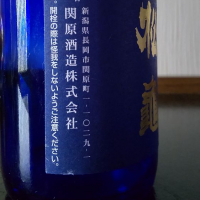 新潟県長岡市関原町一‐一〇二九‐一
関原酒造株式会社
。開栓の際は怪我をしないようご注意ください。